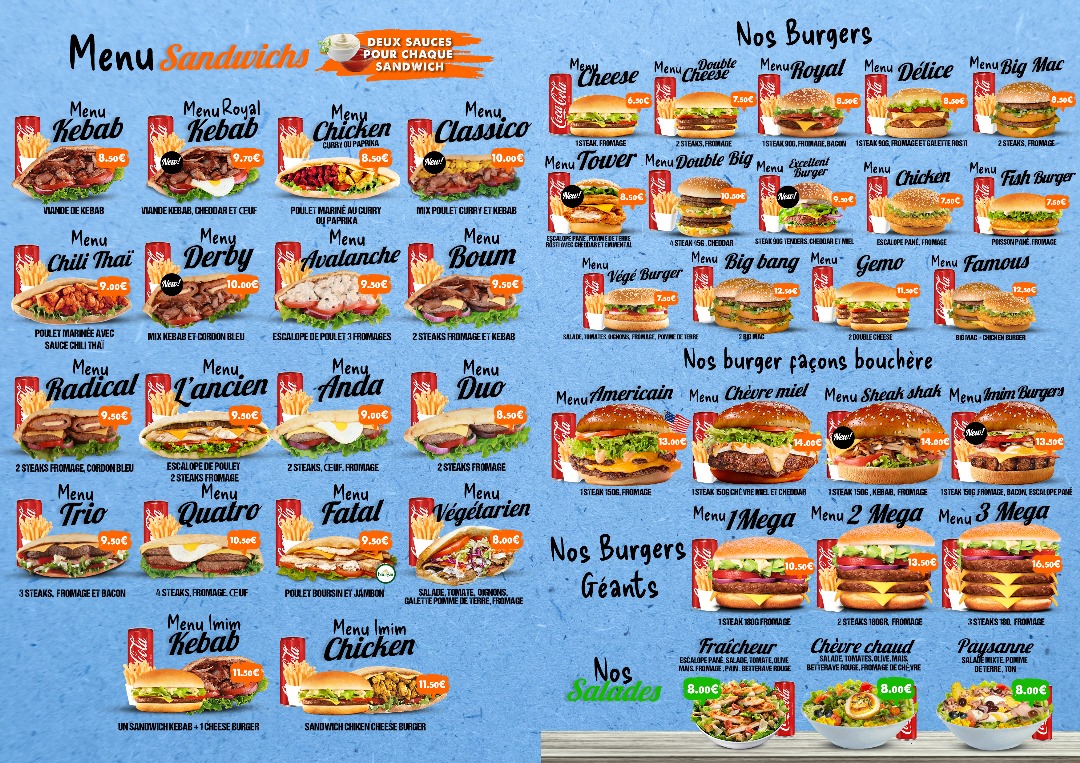 Menu Sandwichs
DEUX SAUCES
POUR CHAQUE
SANDWICH
Menu
Kebab
8.50€
VIANDE DE KEBAB
Menu Royal
Kebab
New!
9.70€
VIANDE KEBAB, CHEDDAR ET ŒUF
Menu
Chicken
CURRY OU PAPRIKA
8.50€
POULET MARINÉ AU CURRY
OU PAPRIKA
Menu
Classico
New!
10.00€
MIX POULET CURRY ET KEBAB
Menu
Chili Thaï
9.00€
POULET MARINÉE AVEC
SAUCE CHILI THAÏ
Menu
Derby
New!
10.00€
MIX KEBAB ET CORDON BLEU
Menu
Avalanche
9.50€
ESCALOPE DE POULET 3 FROMAGES
Menu
Boum
9.50€
2 STEAKS FROMAGE ET KEBAB
Menu
Radical
9.50€
2 STEAKS FROMAGE, CORDON BLEU
Menu
L'ancien
9.50€
ESCALOPE DE POULEY
2 STEAKS FROMAGE
Menu
Anda
9.00€
2 STEAKS, ŒUF, FROMAGE
Menu
Duo
8.50€
2 STEAKS FROMAGE
Menu
Trio
9.50€
3 STEAKS, FROMAGE ET BACON
Menu
Quatro
10.50€
4 STEAKS, FROMAGE, ŒUF
Menu
Fatal
9.50€
POULET BOURSIN ET JAMBON
Menu
Végétarien
8.00€
SALADE, TOMATE, OIGNONS,
GALETTE POMME DE TERRE, FROMAGE
Menu Imim
Kebab
11.50€
UN SANDWICH KEBAB + 1 CHEESE BURGER
Menu Imim
Chicken
11.50€
SANDWICH CHIKEN CHEESE BURGER
Nos Burgers
Menu
Cheese
6.50€
1 STEAK, FROMAGE
Menu Double
Cheese
7.50€
2 STEAKS, FROMAGE
Menu Royal
8.50€
1 STEAK 90G, FROMAGE, BACON
Menu Délice
8.50€
1 STEAK 90G, FROMAGE ET GALETTE RÖSTI
Menu Big Mac
8.50€
2 STEAKS, FROMAGE
Menu Tower
New!
8.50€
ESCALOPE PANÉ, POMME DE TERRE
RÖSTI AVEC CHEDDAR ET EMMENTAL
Menu Double Big
10.50€
4 STEAK 45G, CHEDDAR
Menu Excellent
Burger
New!
9.50€
STEAK 90G TENDERS, CHEDDAR ET MIEL
Menu
Chicken
7.50€
ESCALOPE PANÉ, FROMAGE
Menu
Fish Burger
7.50€
POISSON PANÉ, FROMAGE
Menu
Végé Burger
7.00€
SALADE, TOMATES, OIGNONS, FROMAGE, POMME DE TERRE
Menu Big bang
12.50€
2 BIG MAC
Menu Gemo
11.50€
2 DOUBLE CHEESE
Menu Famous
12.50€
BIG MAC - CHICKEN BURGER
Nos burger façons bouchère
Menu Americain
13.00€
1 STEAK 150G, FROMAGE
Menu Chèvre miel
14.00€
1 STEAK 150G CHÈVRE MIEL ET CHEDDAR
Menu Sheak shak
New!
14.00€
1 STEAK 150G, KEBAB, FROMAGE
Menu Imim Burgers
New!
13.50€
1 STEAK 150G ,FROMAGE, BACON, ESCALOPE PANÉ
Nos Burgers
Géants
Menu 1 Mega
10.50€
1 STEAK 180G FROMAGE
Menu 2 Mega
13.50€
2 STEAKS 180GR, FROMAGE
Menu 3 Mega
16.50€
3 STEAKS 180, FROMAGE
Nos
Salades
Fraîcheur
ESCALOPE PANÉ, SALADE, TOMATE, OLIVE
MAIS, FROMAGE , PAIN , BETTERAVE ROUGE
8.00€
Chèvre chaud
SALADE, TOMATES, OLIVE, MAIS,
BETTERAVE ROUGE, FROMAGE DE CHÈVRE
8.00€
Paysanne
SALADE MIXTE, POMME
DE TERRE , TON
8.00€